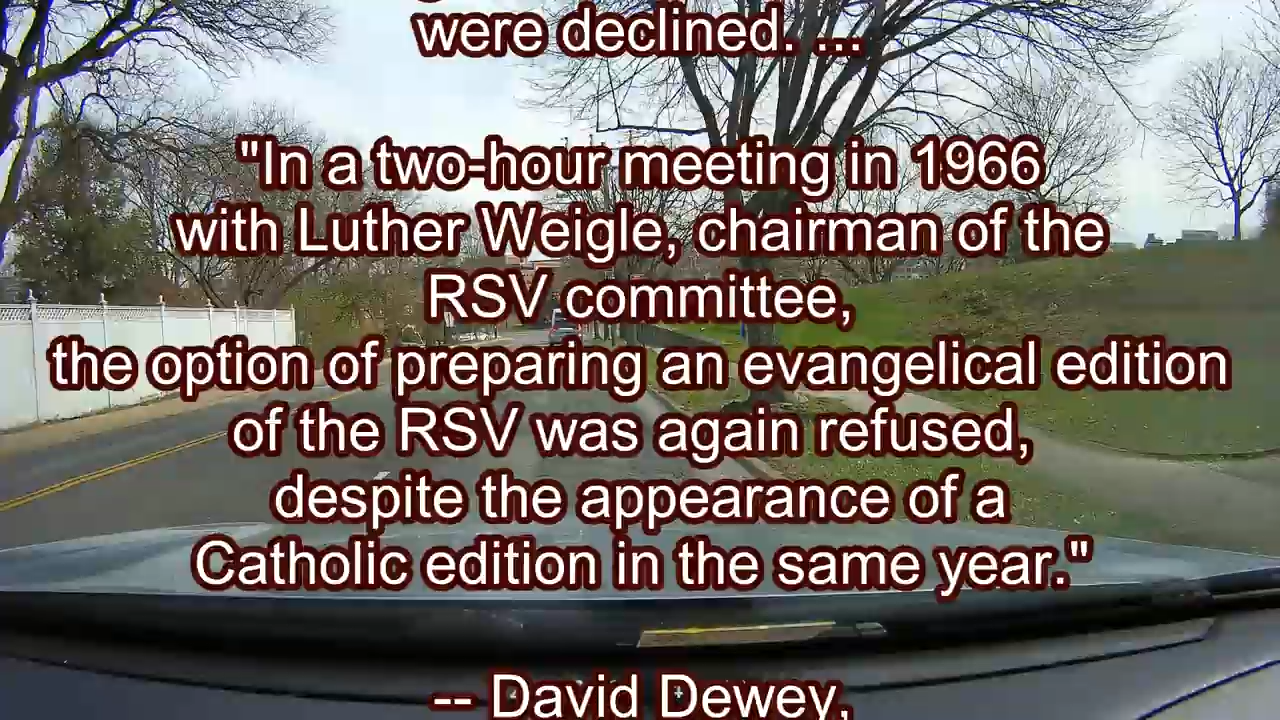 were declined. ...
"In a two-hour meeting in 1966
with Luther Weigle, chairman of the
RSV committee,
the option of preparing an evangelical edition
of the RSV was again refused,
despite the appearance of a
Catholic edition in the same year."
-- David Dewey,